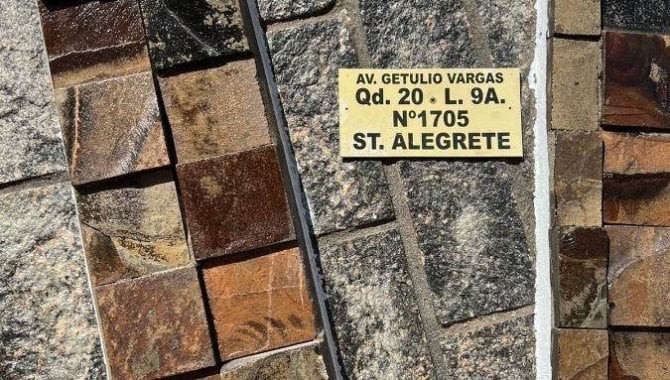 AV. GETULIO VARGAS
Qd. 20 . L. 9A.
Nº1705
ST. ALEGRETE